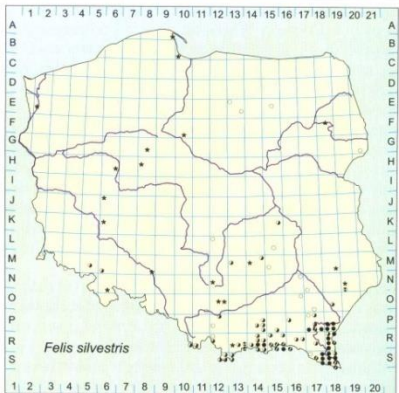 1 2 3 4 5 6 7 8 9 10 11 12 13 14 15 16 17 18 19 20 21
A A
B B
C C
D D
E E
F F
G G
H H
I I
J J
K K
L L
M M
N N
O O
P P
R R
S S
Felis silvestris
1 2 3 4 5 6 7 8 9 10 11 12 13 14 15 16 17 18 19 20